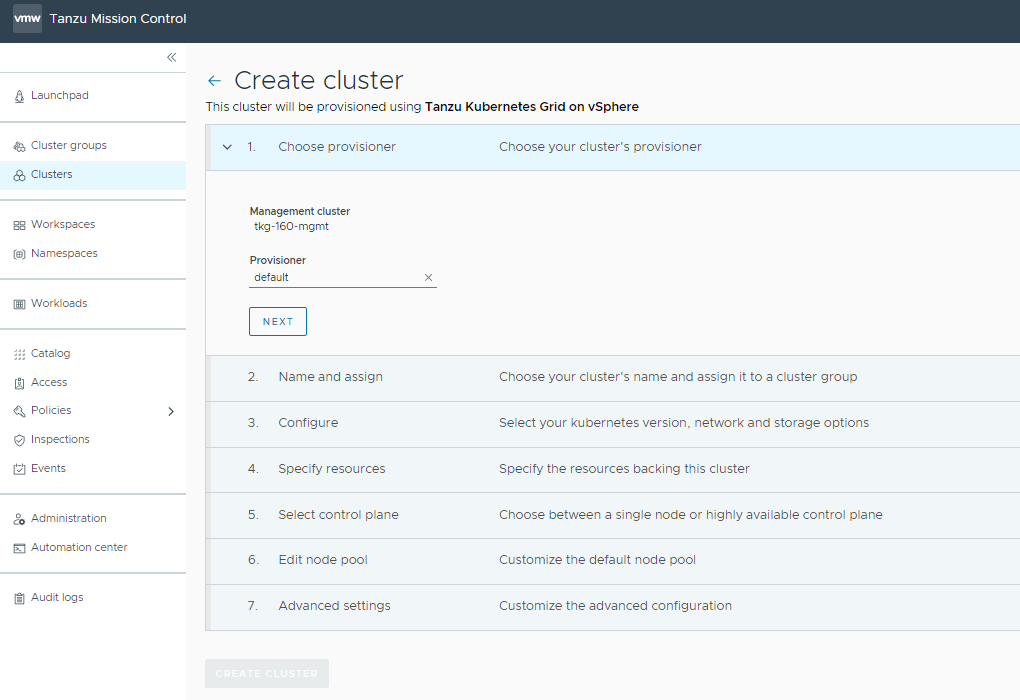 vmw Tanzu Mission Control
Launchpad
Cluster groups
Clusters
Workspaces
Namespaces
Workloads
Catalog
Access
Policies
Inspections
Events
Administration
Automation center
Audit logs
Create cluster
This cluster will be provisioned using Tanzu Kubernetes Grid on vSphere
1. Choose provisioner Choose your cluster's provisioner
Management cluster
tkg-160-mgmt
Provisioner
default
NEXT
2. Name and assign Choose your cluster's name and assign it to a cluster group
3. Configure Select your kubernetes version, network and storage options
4. Specify resources Specify the resources backing this cluster
5. Select control plane Choose between a single node or highly available control plane
6. Edit node pool Customize the default node pool
7. Advanced settings Customize the advanced configuration
CREATE CLUSTER